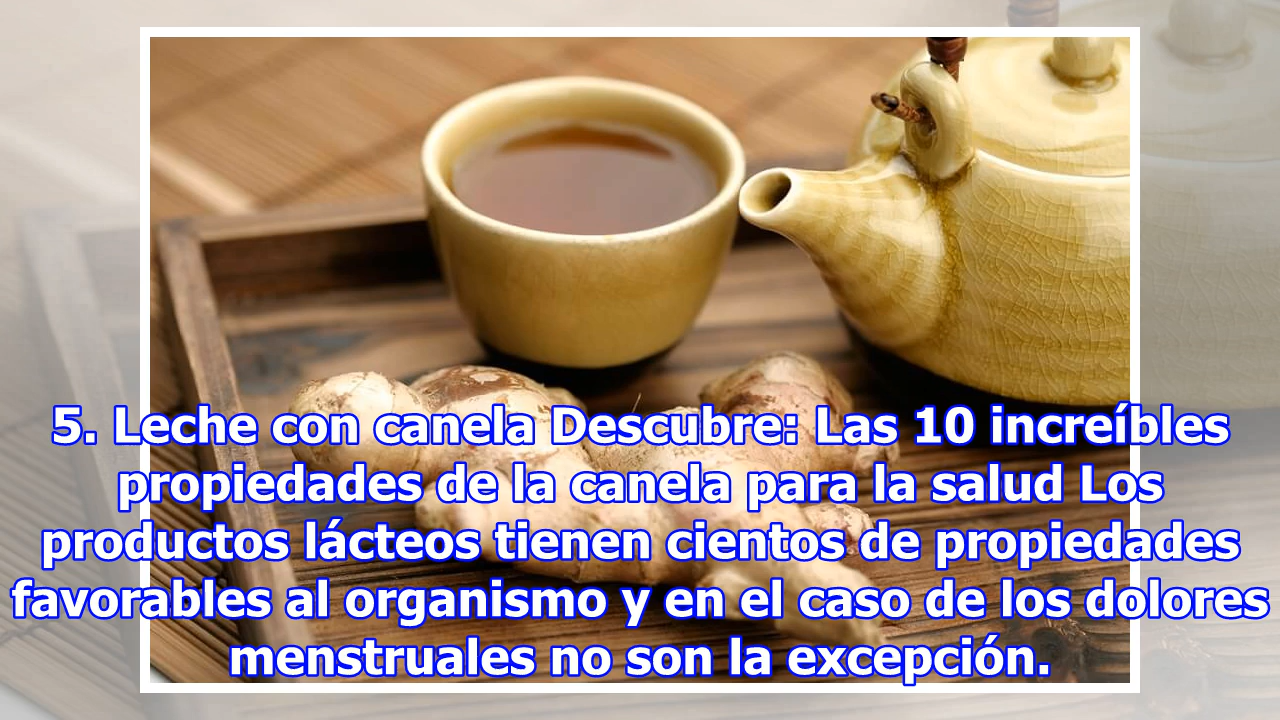 5. Leche con canela Descubre: Las 10 increíbles
propiedades de la canela para la salud Los
productos lácteos tienen cientos de propiedades
favorables al organismo y en el caso de los dolores
menstruales no son la excepción.